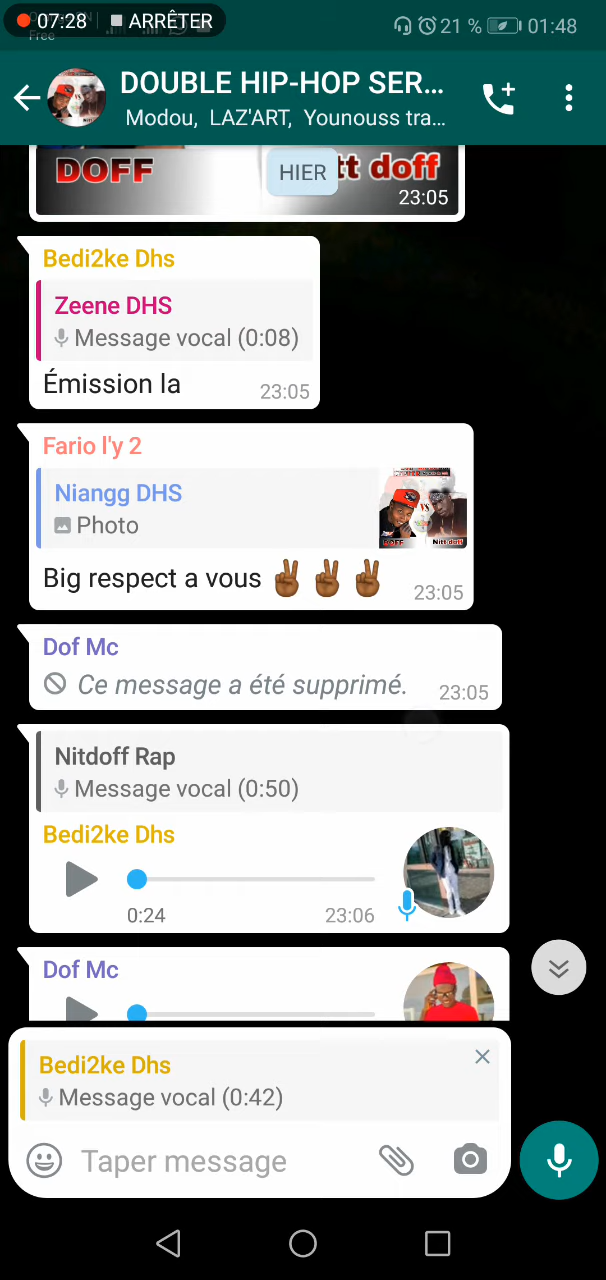 07:28 ARRÊTER
21 % 01:48
Free
DOUBLE HIP-HOP SER...
Modou, LAZ'ART, Younouss tra...
DOFF
HIER
tt doff
23:05
Bedi2ke Dhs
Zeene DHS
Message vocal (0:08)
Émission la
23:05
Fario l'y 2
Niangg DHS
Photo
VS
DOFF
Nitt doff
Big respect a vous ✌🏾 ✌🏾 ✌🏾
23:05
Dof Mc
Ce message a été supprimé.
23:05
Nitdoff Rap
Message vocal (0:50)
Bedi2ke Dhs
0:24
23:06
Dof Mc
Bedi2ke Dhs
Message vocal (0:42)
Taper message